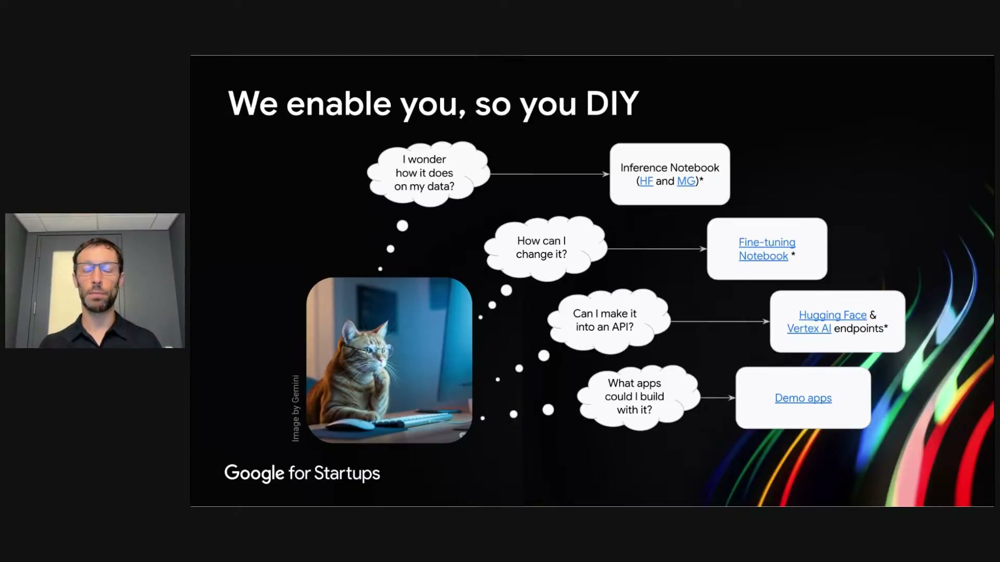 We enable you, so you DIY
I wonder
how it does
on my data?
Inference Notebook
(HF and MG)*
How can I
change it?
Fine-tuning
Notebook *
Can I make it
into an API?
Hugging Face &
Vertex AI endpoints*
What apps
could I build
with it?
Demo apps
Image by Gemini
Google for Startups